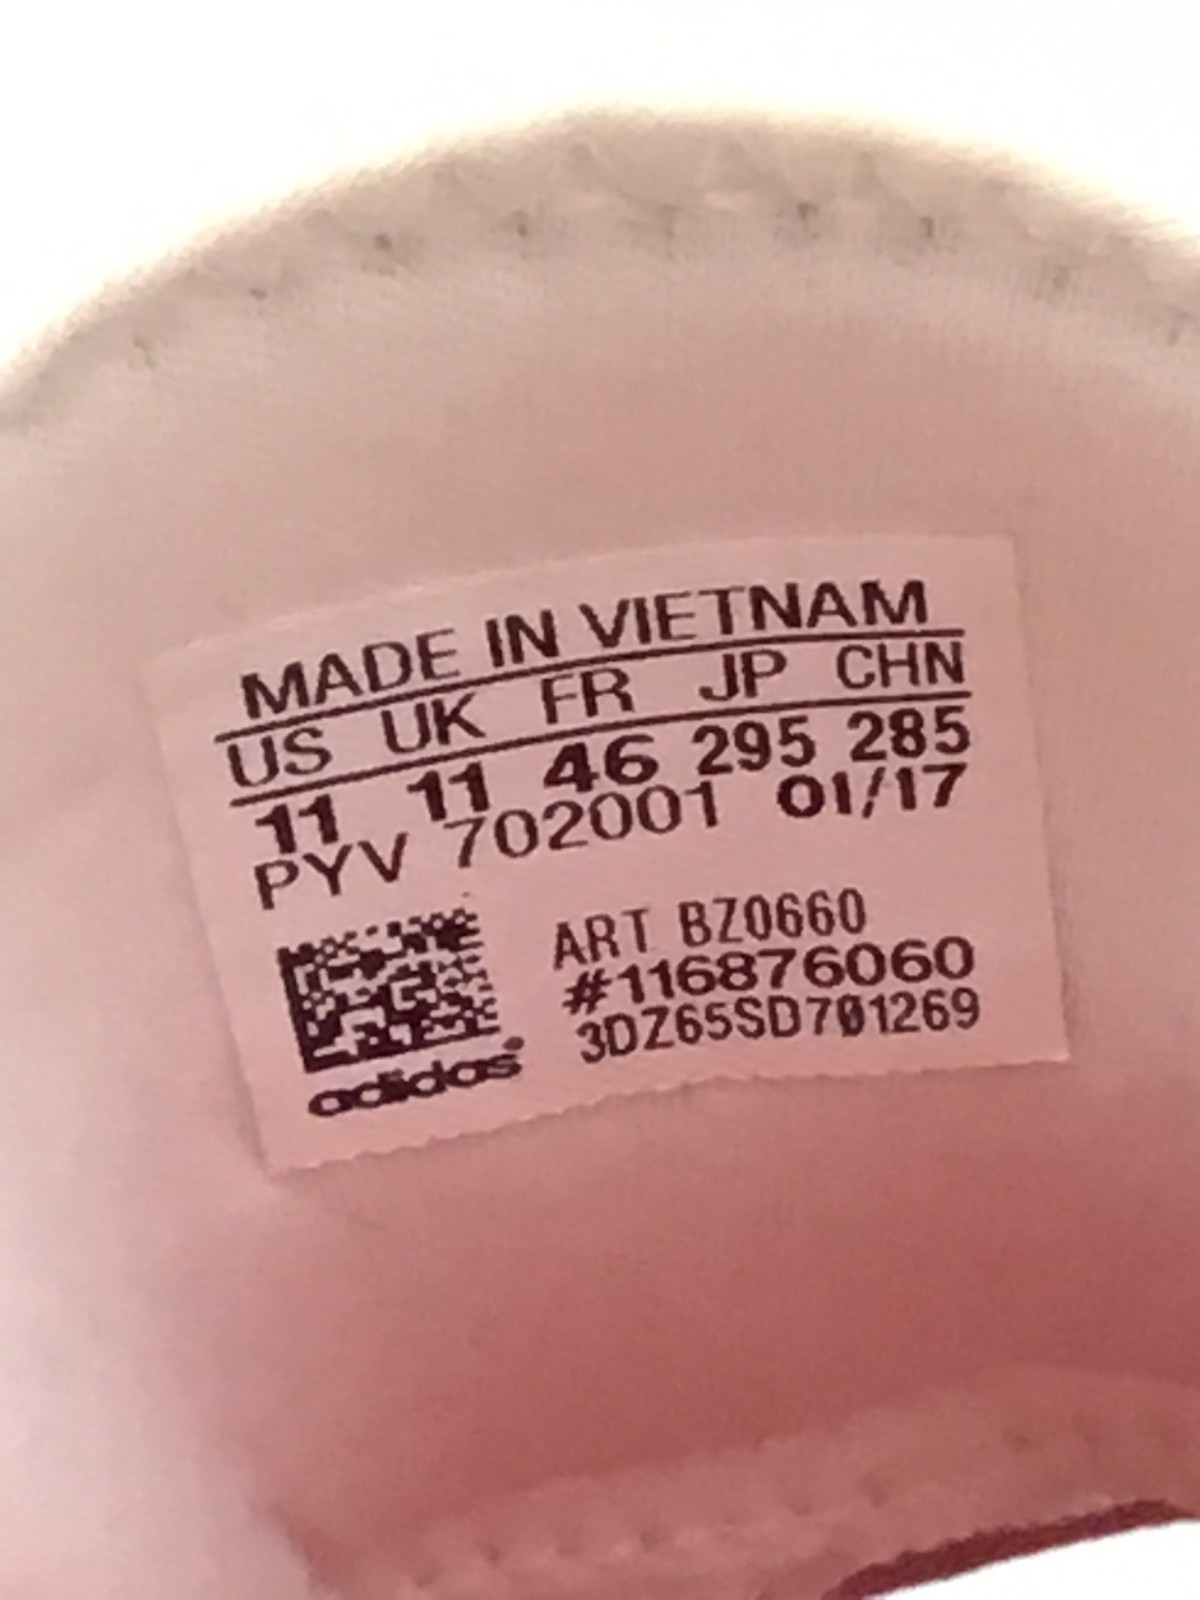 MADE IN VIETNAM
US UK FR JP CHN
11 11 46 295 285
PYV 702001 01/17
ART BZ0660
#116876060
3DZ65SD701269
adidas